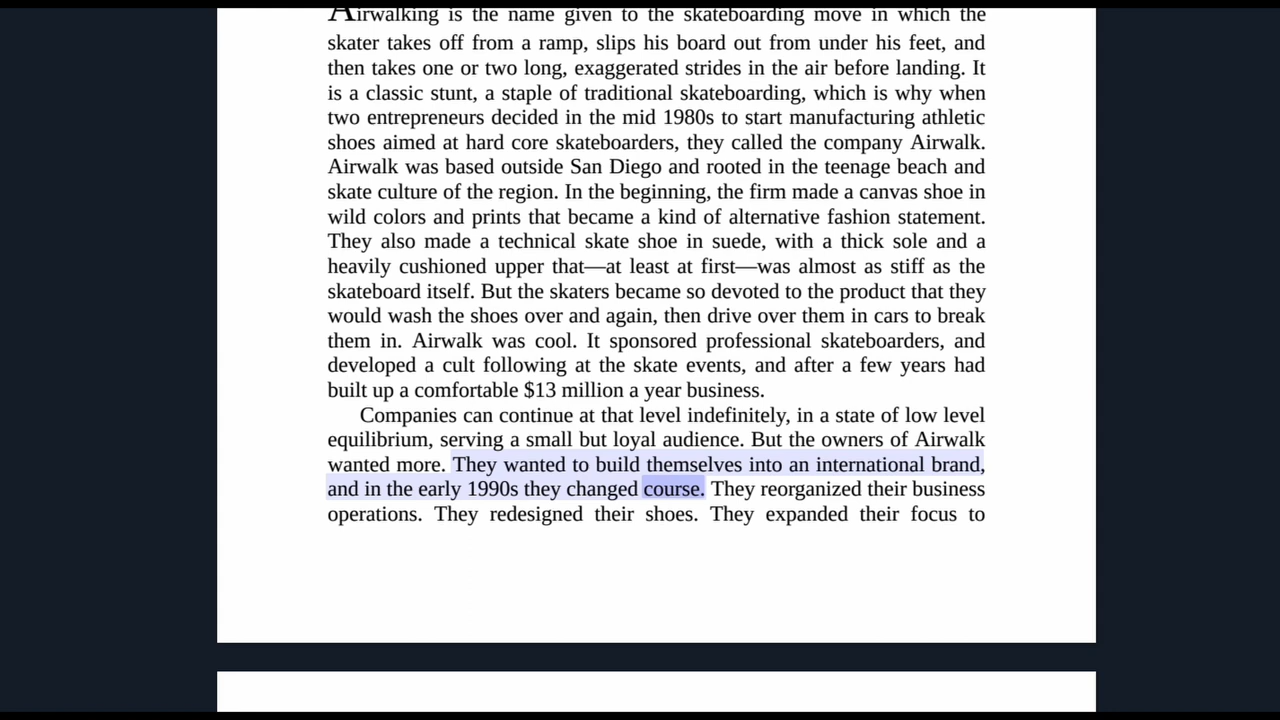 Airwalking is the name given to the skateboarding move in which the
skater takes off from a ramp, slips his board out from under his feet, and
then takes one or two long, exaggerated strides in the air before landing. It
is a classic stunt, a staple of traditional skateboarding, which is why when
two entrepreneurs decided in the mid 1980s to start manufacturing athletic
shoes aimed at hard core skateboarders, they called the company Airwalk.
Airwalk was based outside San Diego and rooted in the teenage beach and
skate culture of the region. In the beginning, the firm made a canvas shoe in
wild colors and prints that became a kind of alternative fashion statement.
They also made a technical skate shoe in suede, with a thick sole and a
heavily cushioned upper that—at least at first—was almost as stiff as the
skateboard itself. But the skaters became so devoted to the product that they
would wash the shoes over and again, then drive over them in cars to break
them in. Airwalk was cool. It sponsored professional skateboarders, and
developed a cult following at the skate events, and after a few years had
built up a comfortable $13 million a year business.
Companies can continue at that level indefinitely, in a state of low level
equilibrium, serving a small but loyal audience. But the owners of Airwalk
wanted more. They wanted to build themselves into an international brand,
and in the early 1990s they changed course. They reorganized their business
operations. They redesigned their shoes. They expanded their focus to